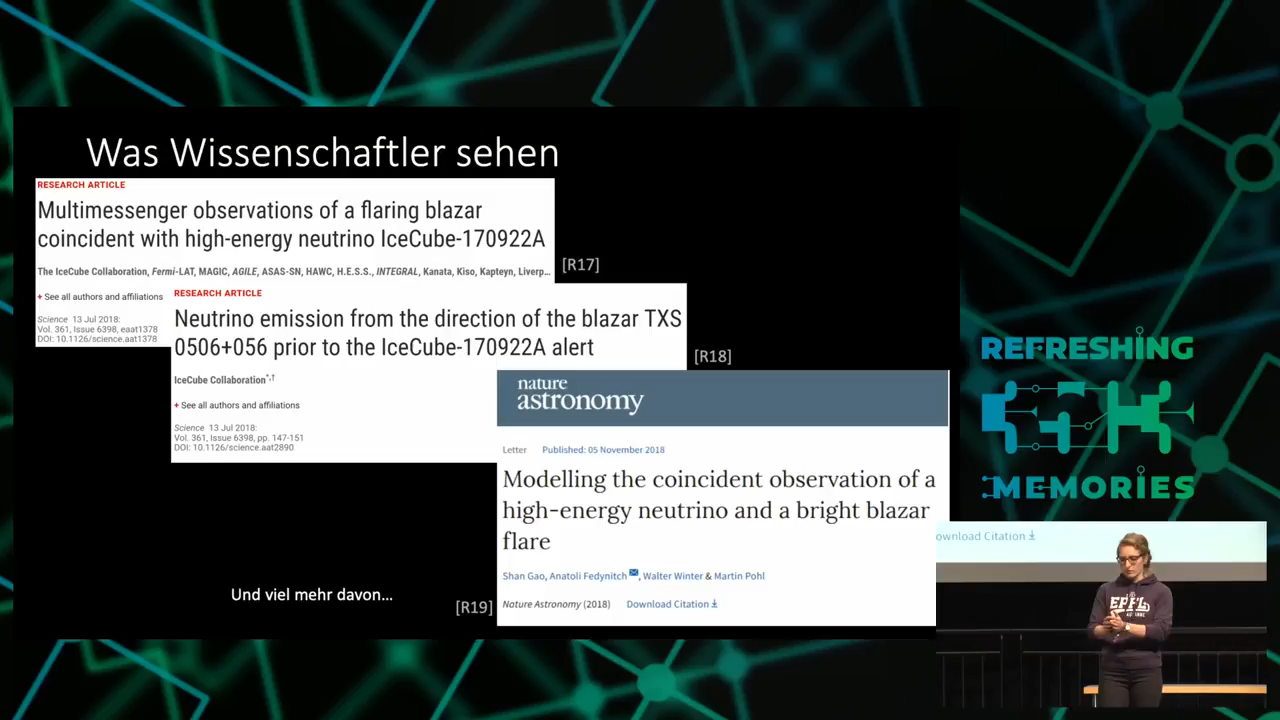 Was Wissenschaftler sehen
RESEARCH ARTICLE
Multimessenger observations of a flaring blazar
coincident with high-energy neutrino IceCube-170922A
The IceCube Collaboration, Fermi-LAT, MAGIC, AGILE, ASAS-SN, HAWC, H.E.S.S., INTEGRAL, Kanata, Kiso, Kapteyn, Liverp...
+ See all authors and affiliations
Science 13 Jul 2018:
Vol. 361, Issue 6398, eaat1378
DOI: 10.1126/science.aat1378
[R17]
RESEARCH ARTICLE
Neutrino emission from the direction of the blazar TXS
0506+056 prior to the IceCube-170922A alert
IceCube Collaboration*,†
+ See all authors and affiliations
Science 13 Jul 2018:
Vol. 361, Issue 6398, pp. 147-151
DOI: 10.1126/science.aat2890
[R18]
nature
astronomy
Letter Published: 05 November 2018
Modelling the coincident observation of a
high-energy neutrino and a bright blazar
flare
Shan Gao, Anatoli Fedynitch, Walter Winter & Martin Pohl
Nature Astronomy (2018) Download Citation
[R19]
Und viel mehr davon...
REFRESHING
35C3
MEMORIES
ownload Citation
EPFL